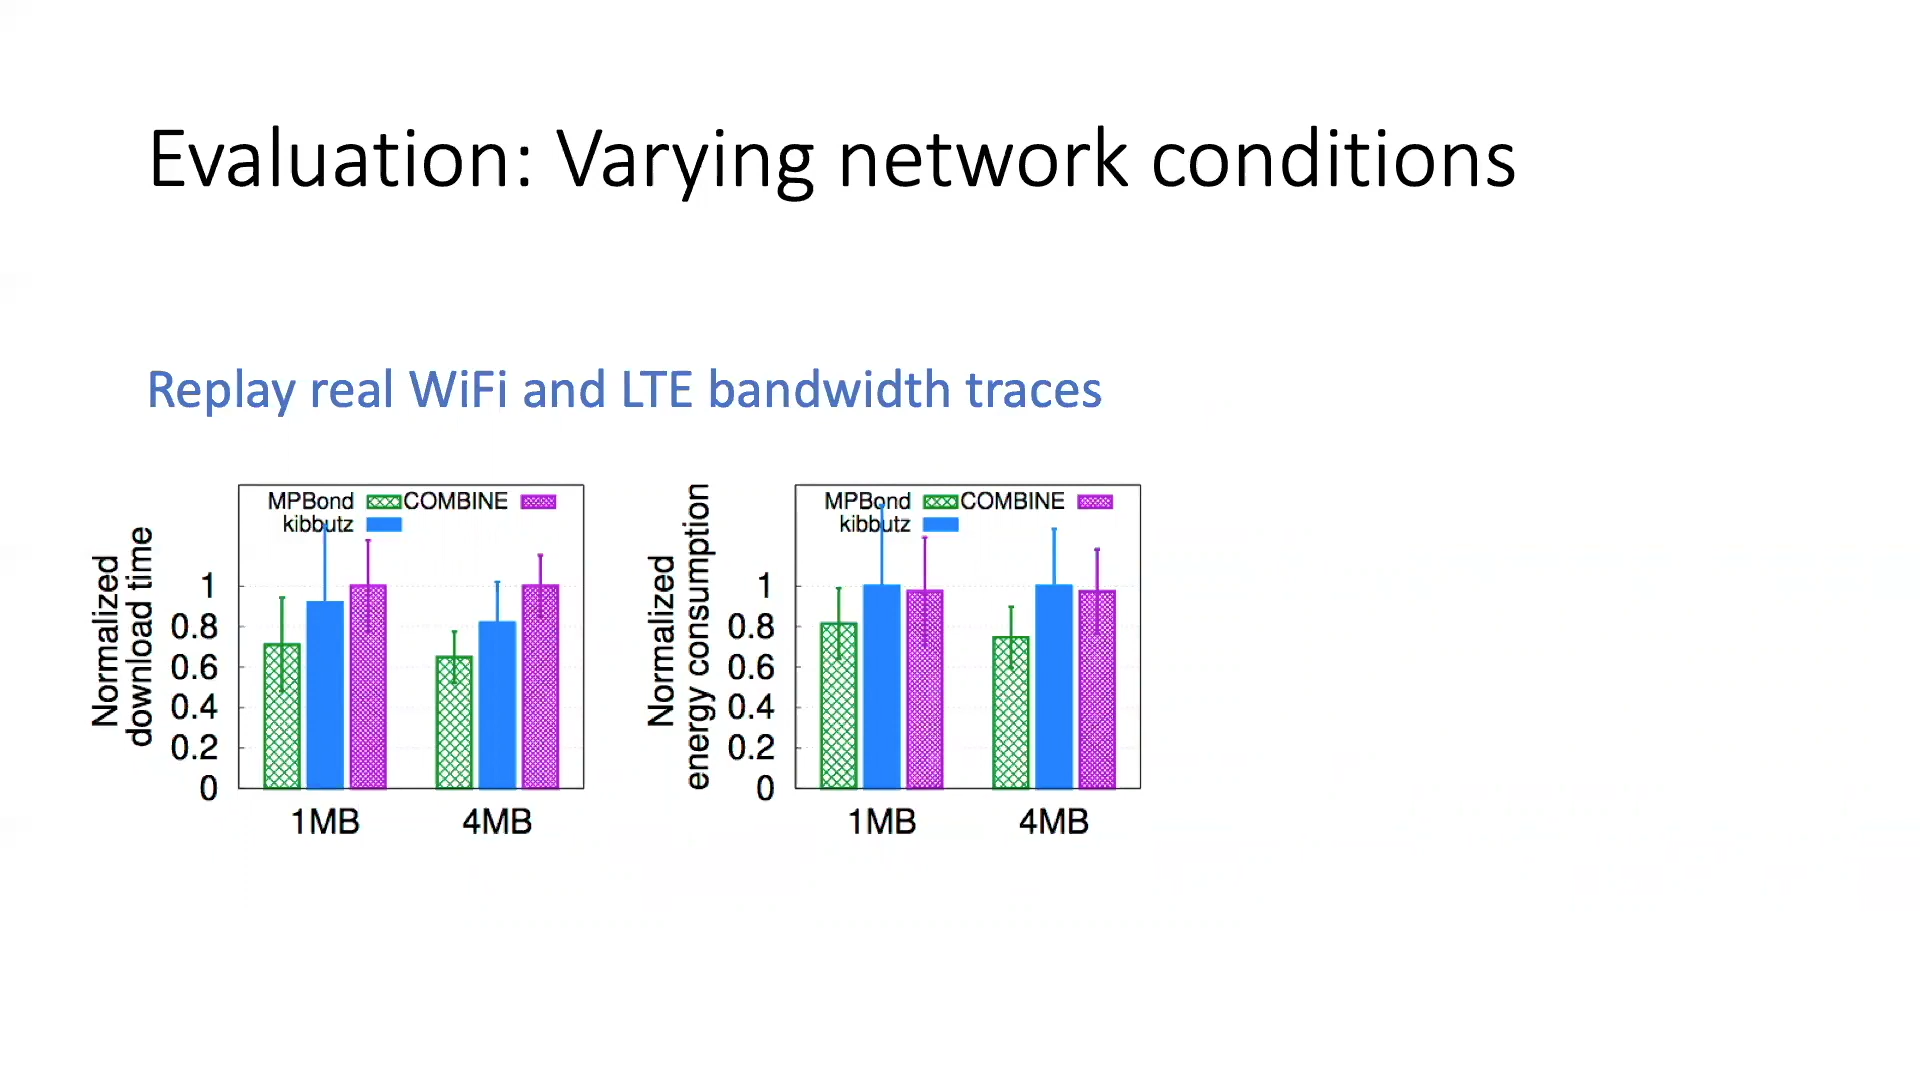 Evaluation: Varying network conditions
Replay real WiFi and LTE bandwidth traces
Normalized
download time
MPBond COMBINE
kibbutz
1
0.8
0.6
0.4
0.2
0
1MB 4MB
Normalized
energy consumption
MPBond COMBINE
kibbutz
1
0.8
0.6
0.4
0.2
0
1MB 4MB